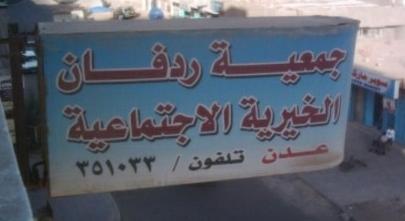 جمعية ردفان
الخيرية الاجتماعية
عدن تلفون / ٣٥١٠٣٣